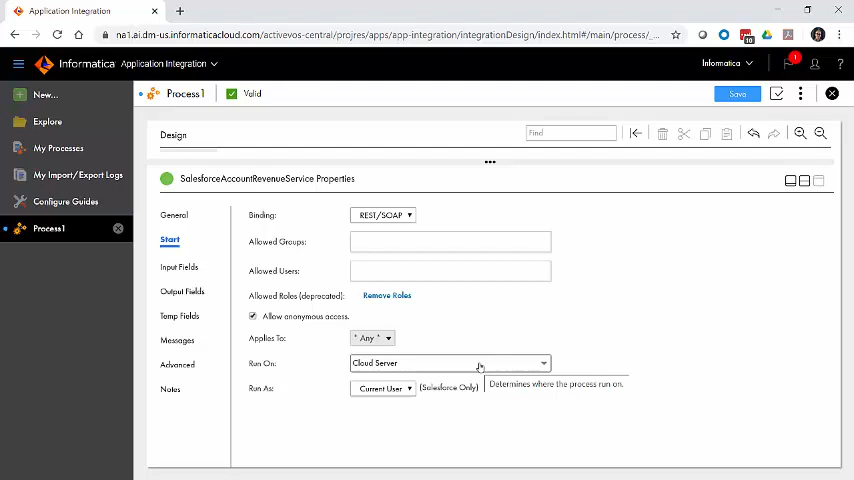 Application Integration
na1.ai.dm-us.informaticacloud.com/activevos-central/projres/apps/app-integration/integrationDesign/index.html#/main/process/_...
10
Informatica Application Integration
Informatica
1
New...
Process1
Valid
Save
Explore
Design
Find
My Processes
My Import/Export Logs
SalesforceAccountRevenueService Properties
Configure Guides
General
Binding:
REST/SOAP
Process1
Start
Allowed Groups:
Input Fields
Allowed Users:
Output Fields
Allowed Roles (deprecated):
Remove Roles
Temp Fields
Allow anonymous access.
Messages
Applies To:
* Any *
Advanced
Run On:
Cloud Server
Notes
Run As:
Current User
(Salesforce Only)
Determines where the process run on.